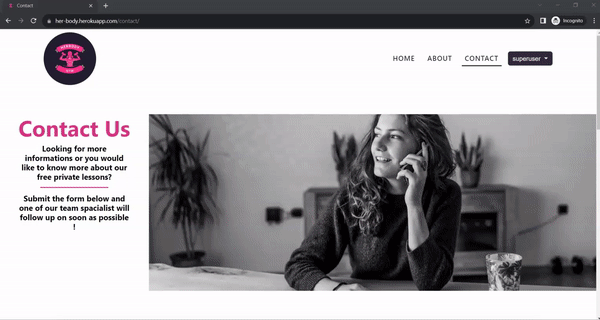 Contact
her-body.herokuapp.com/contact/
Incognito
HERBODY
GYM
HOME ABOUT CONTACT superuser
Contact Us
Looking for more
informations or you would
like to know more about our
free private lessons?
Submit the form below and
one of our team spacialist will
follow up on soon as possible
!